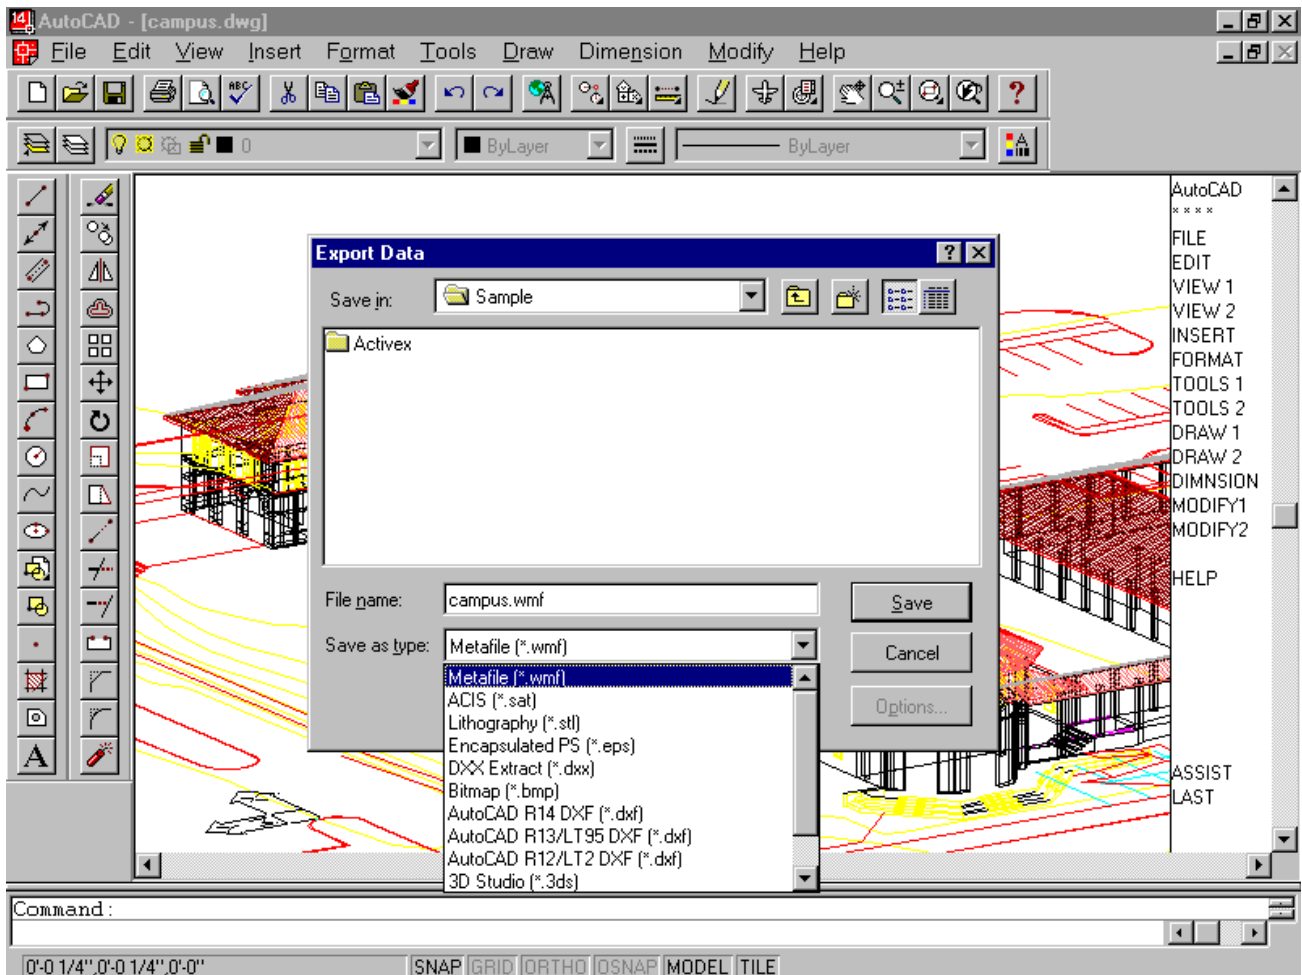 AutoCAD - [campus.dwg]
File Edit View Insert Format Tools Draw Dimension Modify Help
ABC
?
0
ByLayer
ByLayer
A
AutoCAD
* * * *
FILE
EDIT
VIEW 1
VIEW 2
INSERT
FORMAT
TOOLS 1
TOOLS 2
DRAW 1
DRAW 2
DIMNSION
MODIFY1
MODIFY2
HELP
ASSIST
LAST
Export Data
Save in: Sample
Activex
File name: campus.wmf
Save
Save as type: Metafile (*.wmf)
Cancel
Options...
Metafile (*.wmf)
ACIS (*.sat)
Lithography (*.stl)
Encapsulated PS (*.eps)
DXX Extract (*.dxx)
Bitmap (*.bmp)
AutoCAD R14 DXF (*.dxf)
AutoCAD R13/LT95 DXF (*.dxf)
AutoCAD R12/LT2 DXF (*.dxf)
3D Studio (*.3ds)
A
Command:
0'-0 1/4",0'-0 1/4",0'-0" SNAP GRID ORTHO OSNAP MODEL TILE